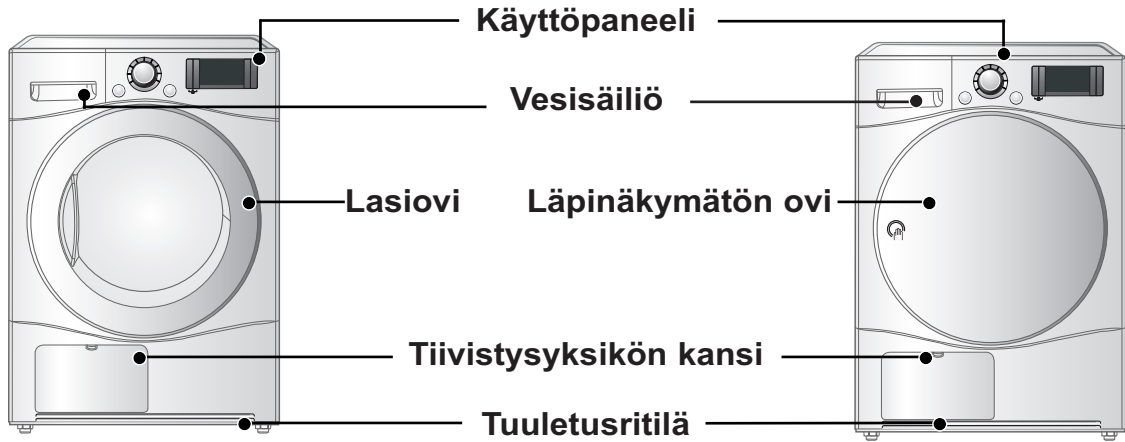 Käyttöpaneeli
Vesisäiliö
Lasiovi
Läpinäkymätön ovi
Tiivistysyksikön kansi
Tuuletusritilä